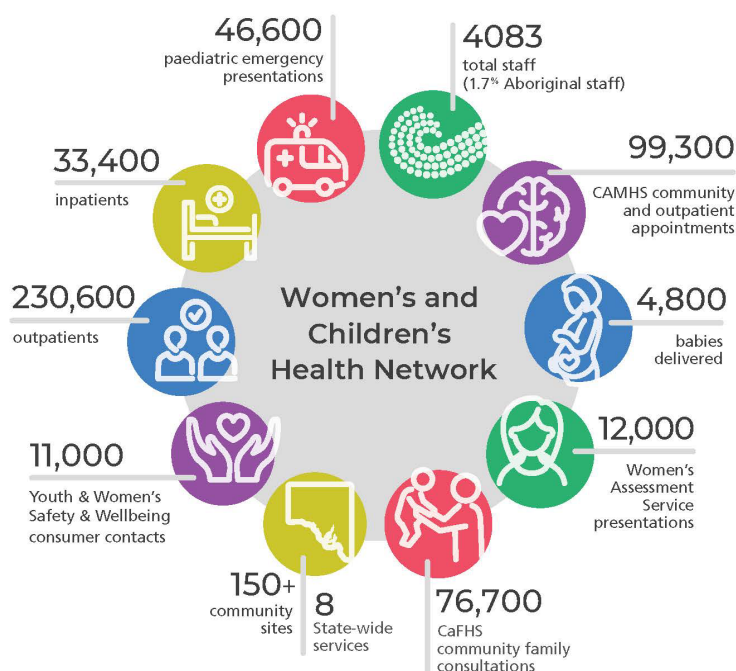 46,600
paediatric emergency
presentations
4083
total staff
(1.7% Aboriginal staff)
99,300
CAMHS community
and outpatient
appointments
4,800
babies
delivered
12,000
Women's
Assessment
Service
presentations
76,700
CaFHS
community family
consultations
8
State-wide
services
150+
community
sites
11,000
Youth & Women's
Safety & Wellbeing
consumer contacts
230,600
outpatients
33,400
inpatients
Women's and
Children's
Health Network